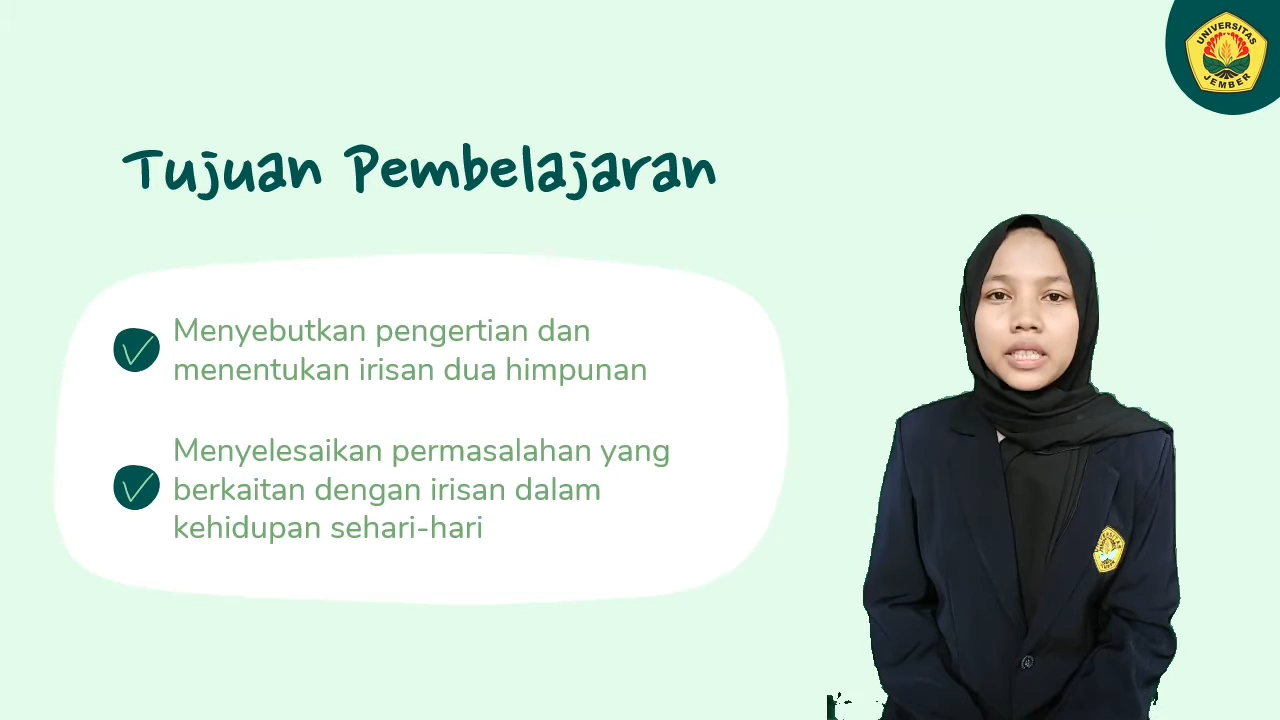 UNIVERSITAS
JEMBER
Tujuan Pembelajaran
Menyebutkan pengertian dan
menentukan irisan dua himpunan
Menyelesaikan permasalahan yang
berkaitan dengan irisan dalam
kehidupan sehari-hari